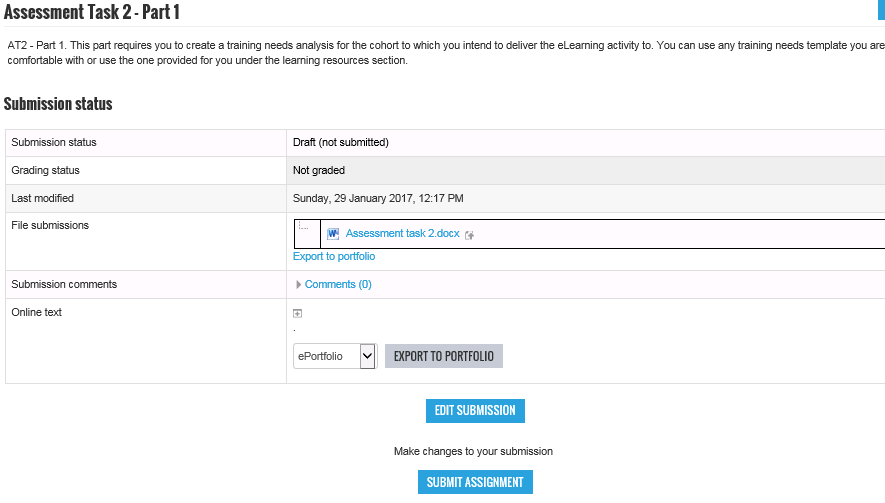 Assessment Task 2 - Part 1
AT2 - Part 1. This part requires you to create a training needs analysis for the cohort to which you intend to deliver the eLearning activity to. You can use any training needs template you are
comfortable with or use the one provided for you under the learning resources section.
Submission status
Submission status Draft (not submitted)
Grading status Not graded
Last modified Sunday, 29 January 2017, 12:17 PM
File submissions
Assessment task 2.docx
Export to portfolio
Submission comments Comments (0)
Online text
.
ePortfolio EXPORT TO PORTFOLIO
EDIT SUBMISSION
Make changes to your submission
SUBMIT ASSIGNMENT